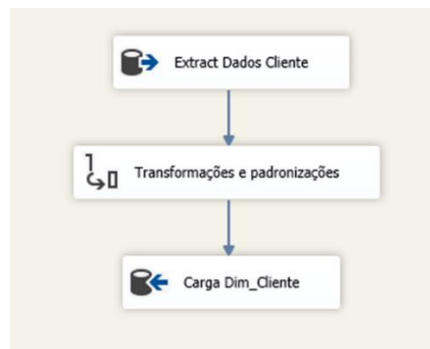 Extract Dados Cliente
Transformações e padronizações
Carga Dim_Cliente